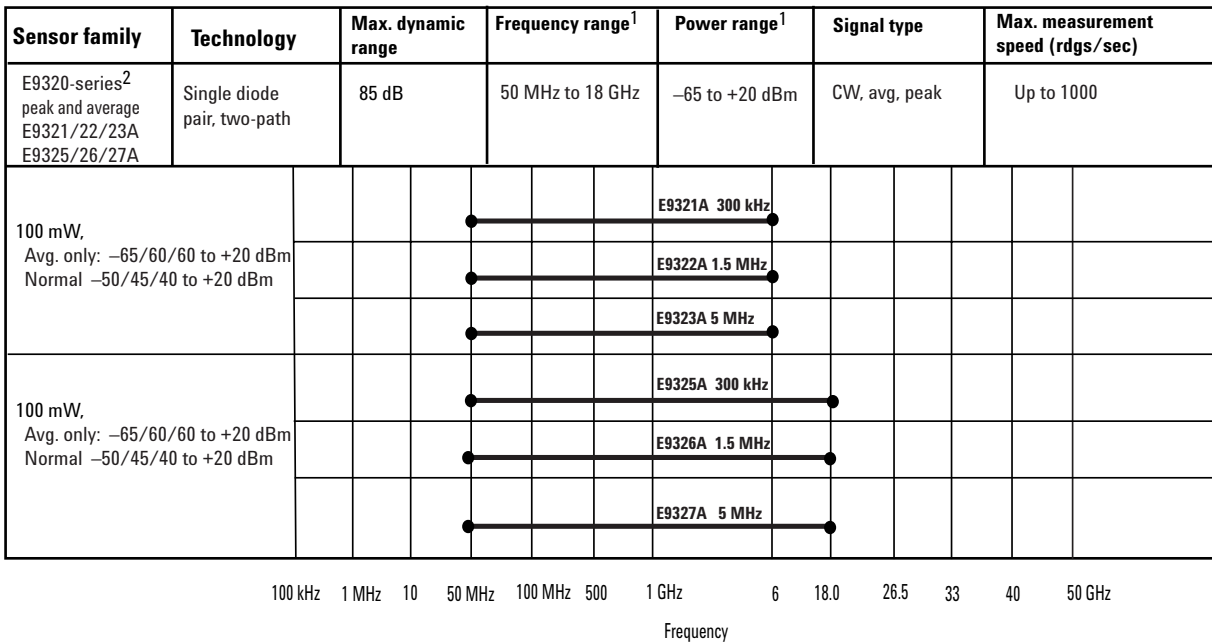 Sensor family
Technology
Max. dynamic
range
Frequency range1
Power range1
Signal type
Max. measurement
speed (rdgs/sec)
E9320-series2
peak and average
E9321/22/23A
E9325/26/27A
Single diode
pair, two-path
85 dB
50 MHz to 18 GHz
–65 to +20 dBm
CW, avg, peak
Up to 1000
100 mW,
Avg. only: –65/60/60 to +20 dBm
Normal –50/45/40 to +20 dBm
E9321A 300 kHz
E9322A 1.5 MHz
E9323A 5 MHz
100 mW,
Avg. only: –65/60/60 to +20 dBm
Normal –50/45/40 to +20 dBm
E9325A 300 kHz
E9326A 1.5 MHz
E9327A 5 MHz
100 kHz 1 MHz 10 50 MHz 100 MHz 500 1 GHz 6 18.0 26.5 33 40 50 GHz
Frequency